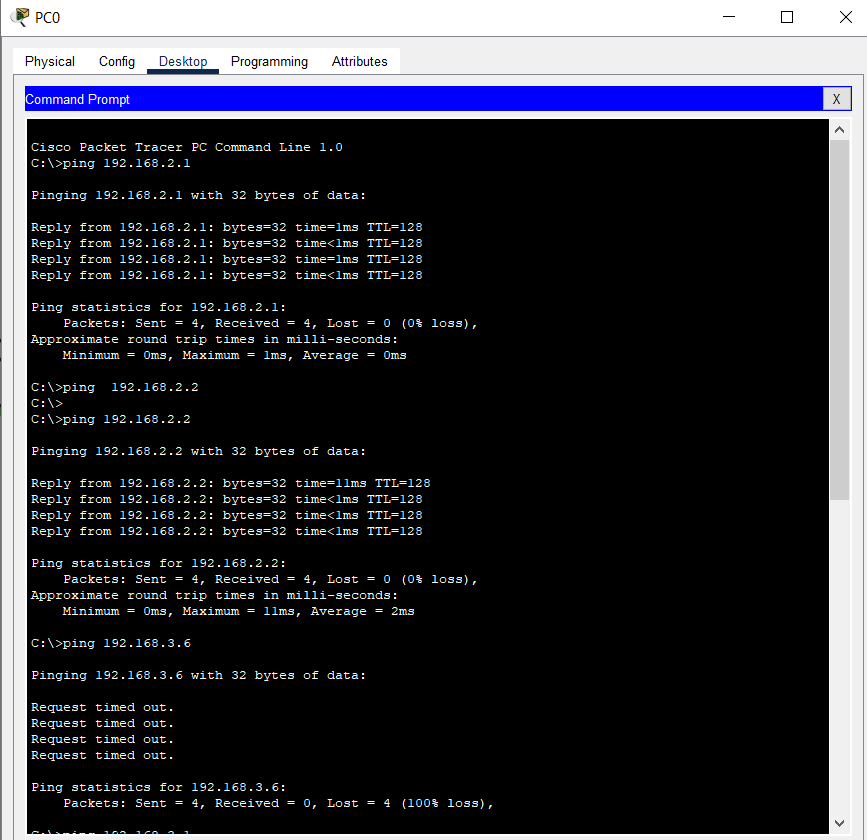 PC0
Physical Config Desktop Programming Attributes
Command Prompt X
Cisco Packet Tracer PC Command Line 1.0
C:\>ping 192.168.2.1
Pinging 192.168.2.1 with 32 bytes of data:
Reply from 192.168.2.1: bytes=32 time=1ms TTL=128
Reply from 192.168.2.1: bytes=32 time<1ms TTL=128
Reply from 192.168.2.1: bytes=32 time=1ms TTL=128
Reply from 192.168.2.1: bytes=32 time<1ms TTL=128
Ping statistics for 192.168.2.1:
Packets: Sent = 4, Received = 4, Lost = 0 (0% loss),
Approximate round trip times in milli-seconds:
Minimum = 0ms, Maximum = 1ms, Average = 0ms
C:\>ping  192.168.2.2
C:\>
C:\>ping 192.168.2.2
Pinging 192.168.2.2 with 32 bytes of data:
Reply from 192.168.2.2: bytes=32 time=11ms TTL=128
Reply from 192.168.2.2: bytes=32 time<1ms TTL=128
Reply from 192.168.2.2: bytes=32 time<1ms TTL=128
Reply from 192.168.2.2: bytes=32 time<1ms TTL=128
Ping statistics for 192.168.2.2:
Packets: Sent = 4, Received = 4, Lost = 0 (0% loss),
Approximate round trip times in milli-seconds:
Minimum = 0ms, Maximum = 11ms, Average = 2ms
C:\>ping 192.168.3.6
Pinging 192.168.3.6 with 32 bytes of data:
Request timed out.
Request timed out.
Request timed out.
Request timed out.
Ping statistics for 192.168.3.6:
Packets: Sent = 4, Received = 0, Lost = 4 (100% loss),